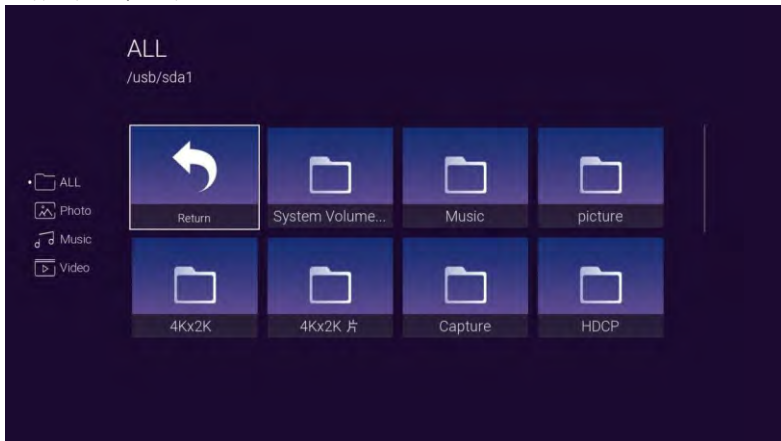 ALL
/usb/sda1
ALL
Photo
Music
Video
Return
System Volume...
Music
picture
4Kx2K
4Kx2K 片
Capture
HDCP